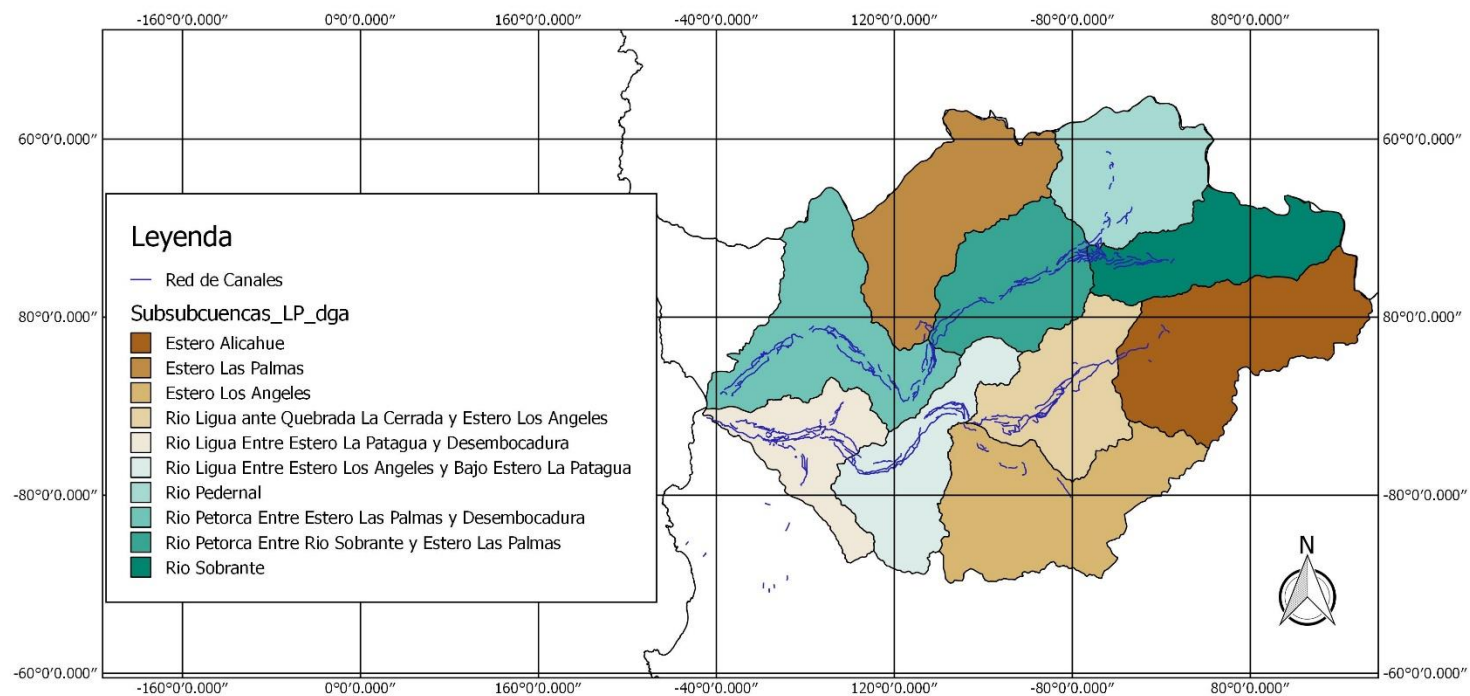 -160°0'0.000" 0°0'0.000" 160°0'0.000" -40°0'0.000" 120°0'0.000" -80°0'0.000" 80°0'0.000"
60°0'0.000" 60°0'0.000"
Leyenda
Red de Canales
Subsubcuencas_LP_dga
80°0'0.000"
Estero Alicahue
Estero Las Palmas
Estero Los Angeles
Rio Ligua ante Quebrada La Cerrada y Estero Los Angeles
Rio Ligua Entre Estero La Patagua y Desembocadura
Rio Ligua Entre Estero Los Angeles y Bajo Estero La Patagua
Rio Pedernal
Rio Petorca Entre Estero Las Palmas y Desembocadura
Rio Petorca Entre Rio Sobrante y Estero Las Palmas
Rio Sobrante
80°0'0.000"
-80°0'0.000" -80°0'0.000"
N
-60°0'0.000" -60°0'0.000"
-160°0'0.000" 0°0'0.000" 160°0'0.000" -40°0'0.000" 120°0'0.000" -80°0'0.000" 80°0'0.000"